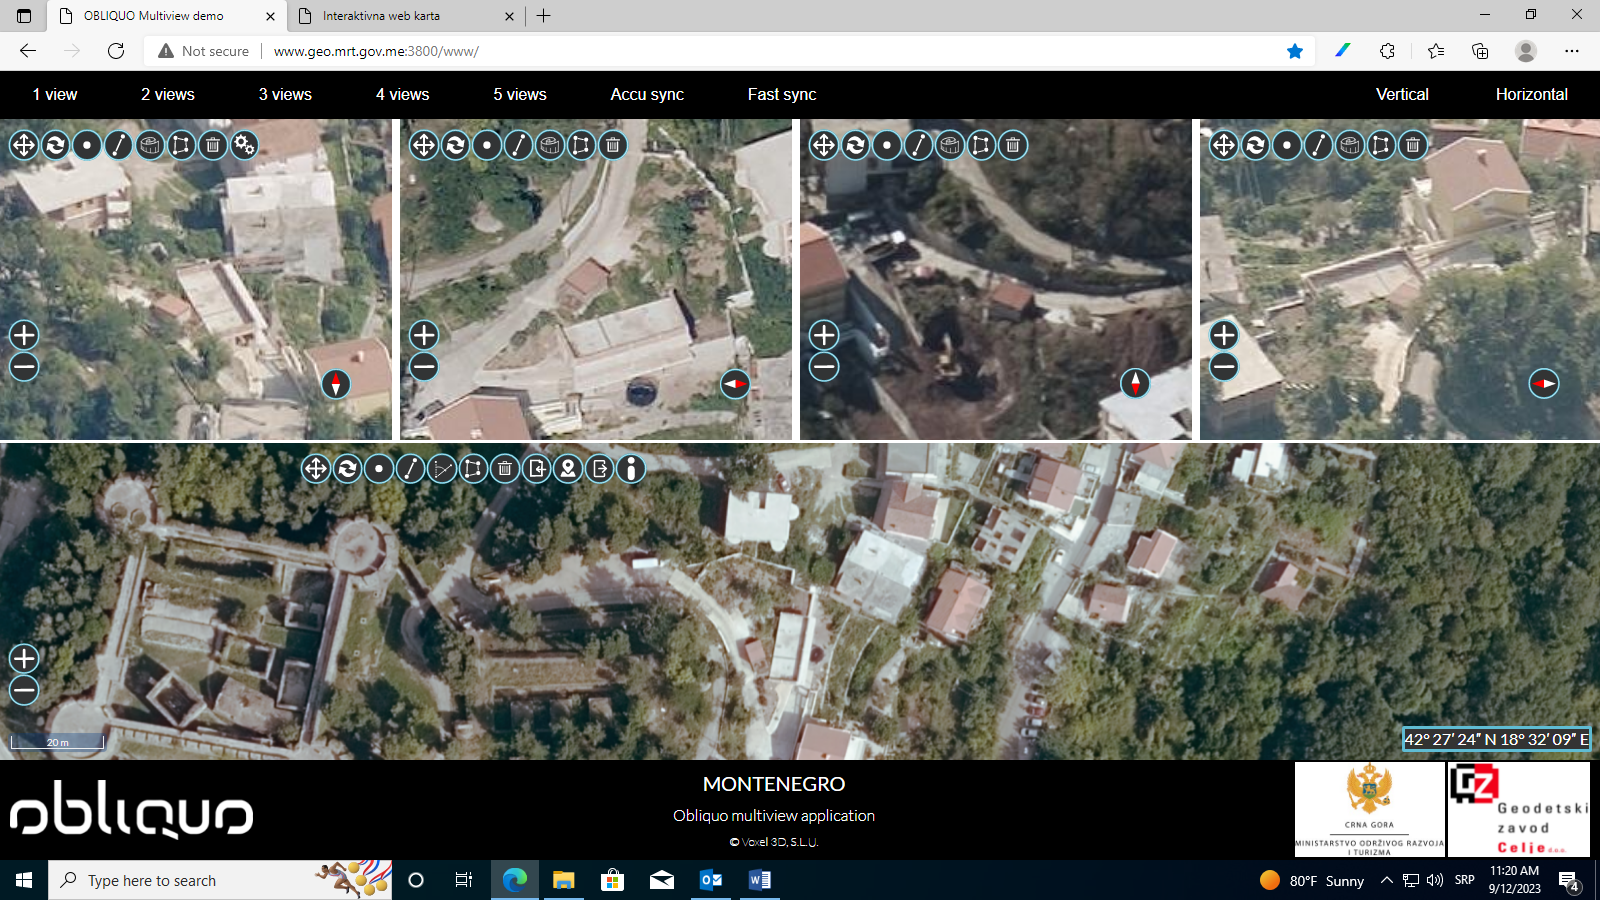 OBLIQUO Multiview demo
Interaktivna web karta
Not secure
www.geo.mrt.gov.me:3800/www/
1 view
2 views
3 views
4 views
5 views
Accu sync
Fast sync
Vertical
Horizontal
20 m
42° 27′ 24″ N 18° 32′ 09″ E
obliquo
MONTENEGRO
Obliquo multiview application
© Voxel 3D, S.L.U.
CRNA GORA
MINISTARSTVO ODRŽIVOG RAZVOJA
I TURIZMA
GZ
Geodetski
zavod
Celje d.o.o.
Type here to search
80°F Sunny
SRP
11:20 AM
9/12/2023
4